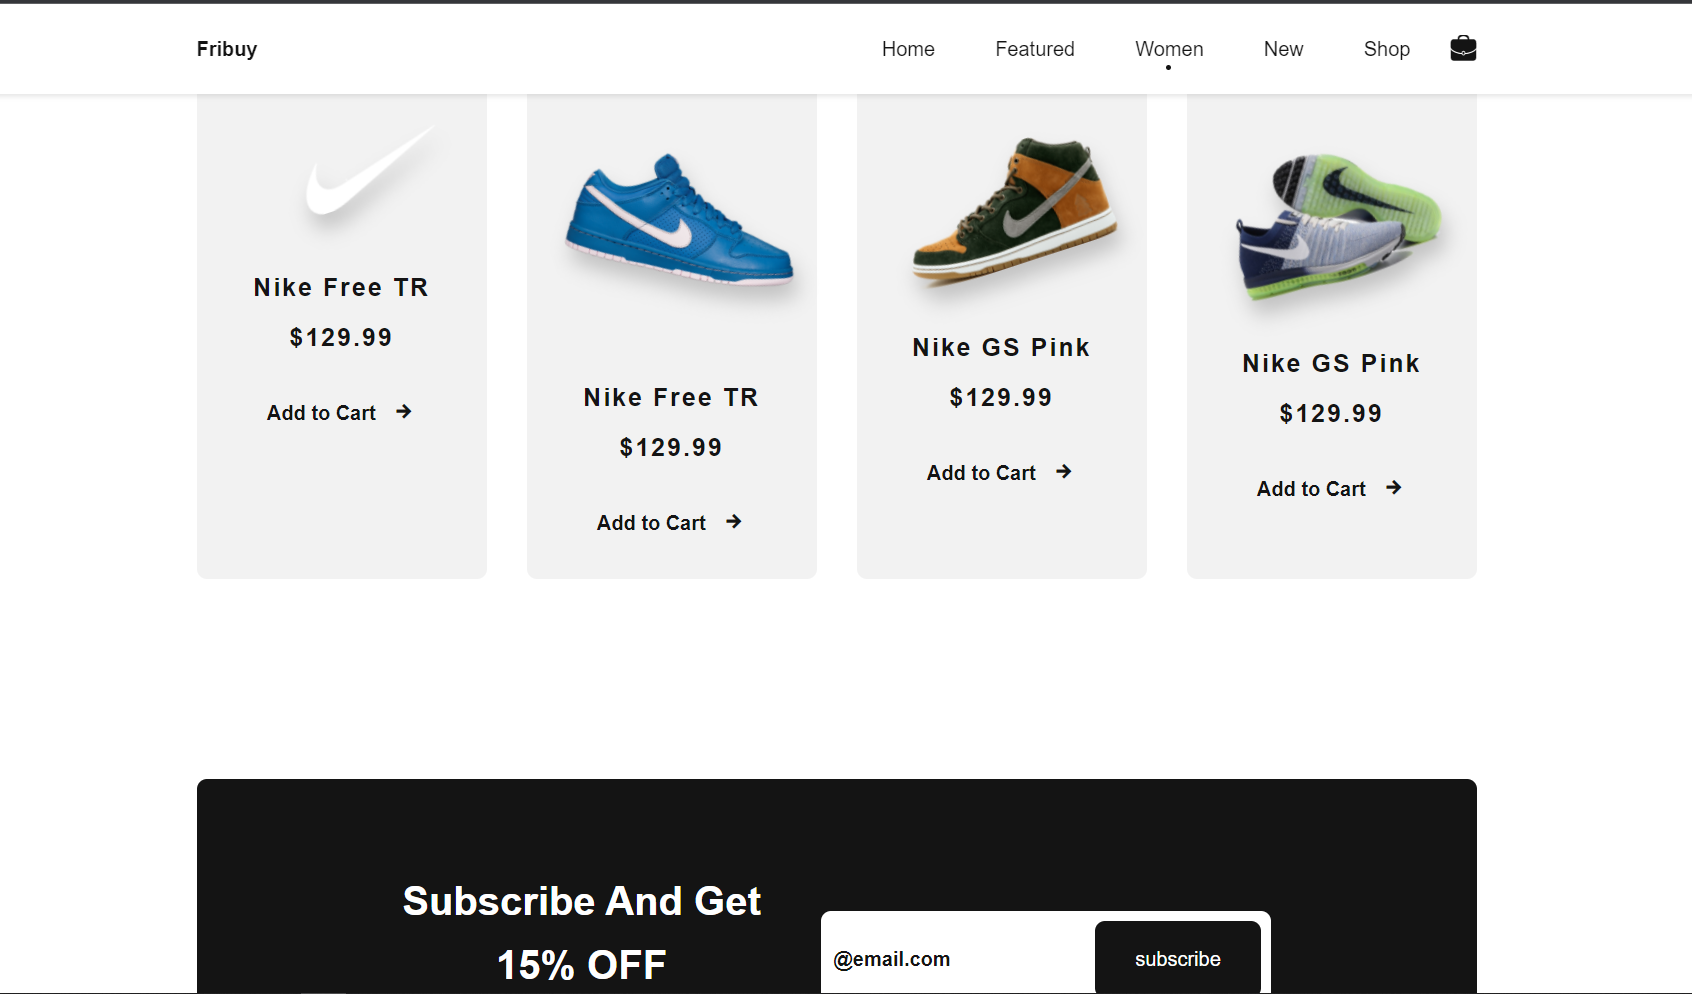 Fribuy
Home
Featured
Women
New
Shop
Nike Free TR
$129.99
Add to Cart
Nike Free TR
$129.99
Add to Cart
Nike GS Pink
$129.99
Add to Cart
Nike GS Pink
$129.99
Add to Cart
Subscribe And Get
15% OFF
@email.com
subscribe